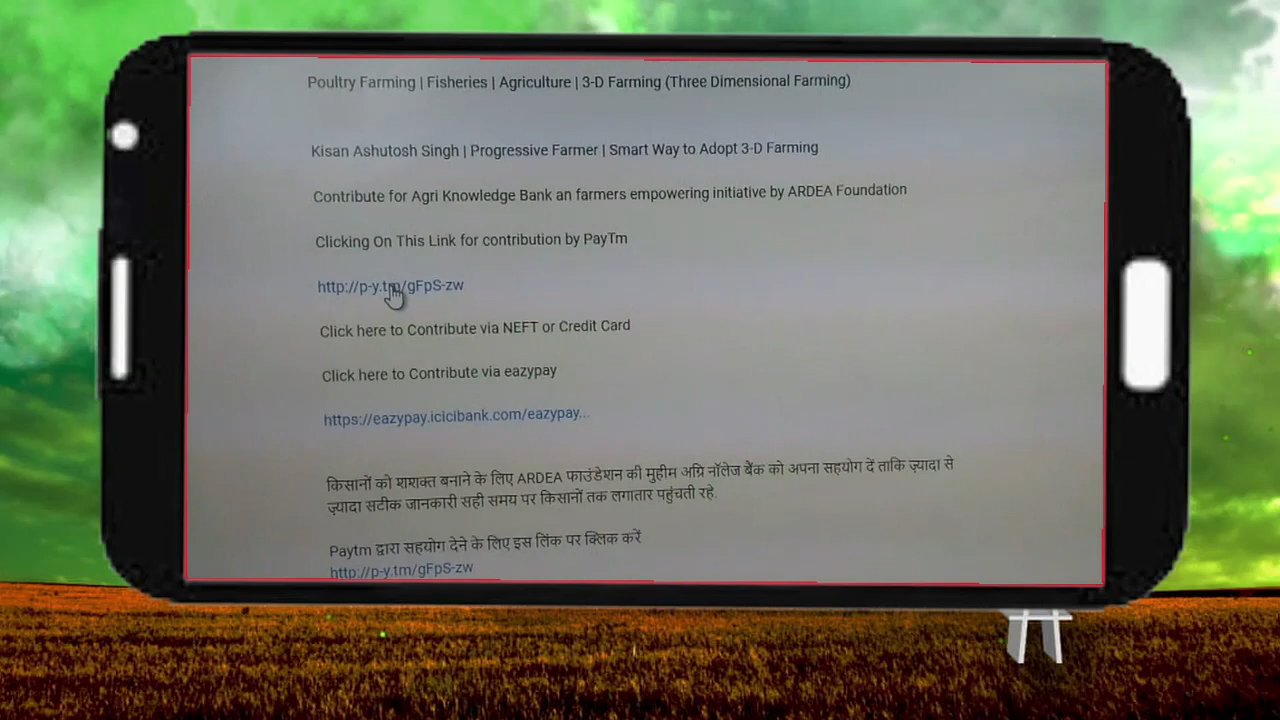 Poultry Farming | Fisheries | Agriculture | 3-D Farming (Three Dimensional Farming)
Kisan Ashutosh Singh | Progressive Farmer | Smart Way to Adopt 3-D Farming
Contribute for Agri Knowledge Bank an farmers empowering initiative by ARDEA Foundation
Clicking On This Link for contribution by PayTm
http://p-y.tm/gFpS-zw
Click here to Contribute via NEFT or Credit Card
Click here to Contribute via eazypay
https://eazypay.icicibank.com/eazypay...
किसानों को शशक्त बनाने के लिए ARDEA फाउंडेशन की मुहीम अग्रि नॉलेज बैंक को अपना सहयोग दें ताकि ज़्यादा से
ज़्यादा सटीक जानकारी सही समय पर किसानों तक लगातार पहुंचती रहे.
Paytm द्वारा सहयोग देने के लिए इस लिंक पर क्लिक करें
http://p-y.tm/gFpS-zw